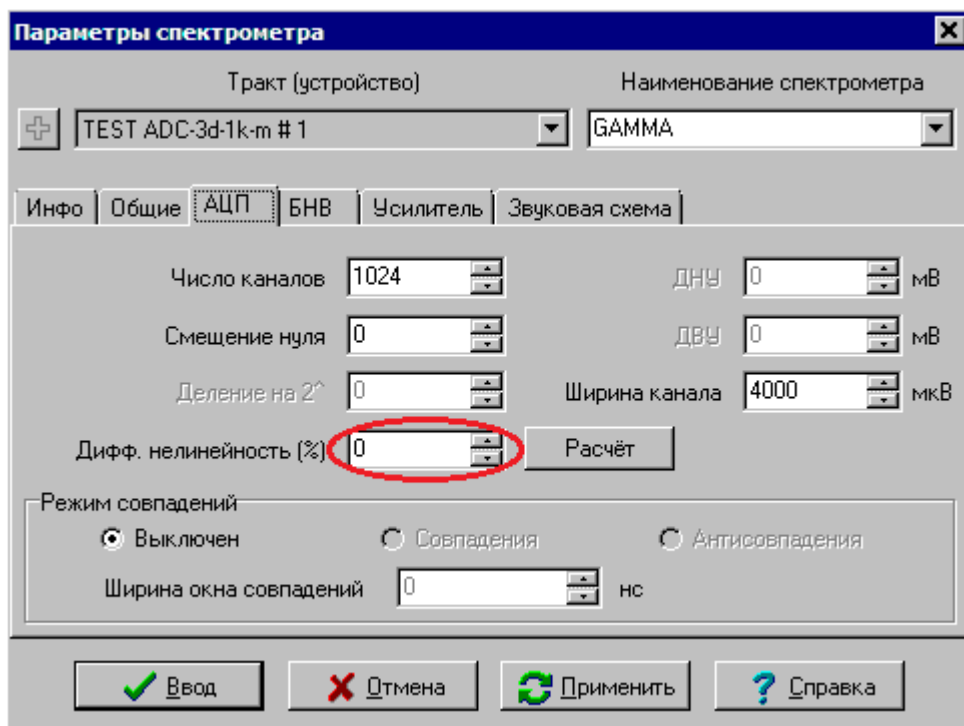 Параметры спектрометра
Тракт (устройство) Наименование спектрометра
TEST ADC-3d-1k-m # 1 GAMMA
Инфо Общие АЦП БНВ Усилитель Звуковая схема
Число каналов 1024 ДНУ 0 мВ
Смещение нуля 0 ДВУ 0 мВ
Деление на 2^ 0 Ширина канала 4000 мкВ
Дифф. нелинейность (%) 0 Расчёт
Режим совпадений
Выключен Совпадения Антисовпадения
Ширина окна совпадений 0 нс
Ввод Отмена Применить Справка